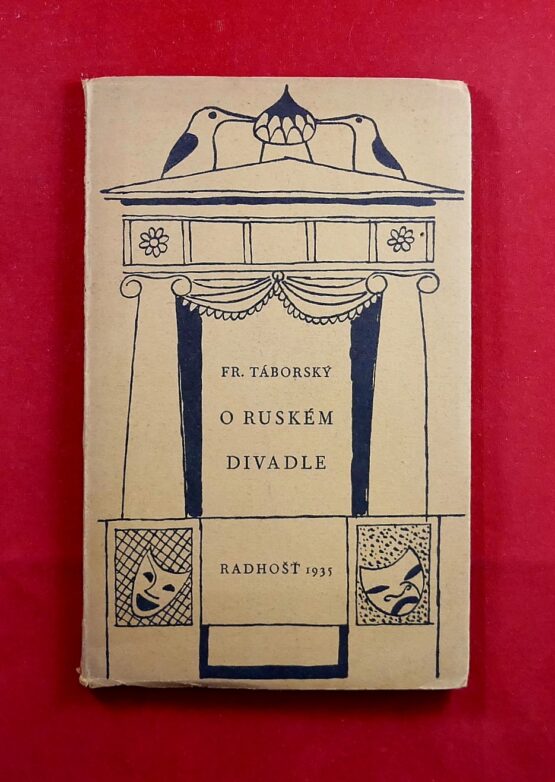 FR. TÁBORSKÝ
O RUSKÉM
DIVADLE
RADHOŠŤ 1935